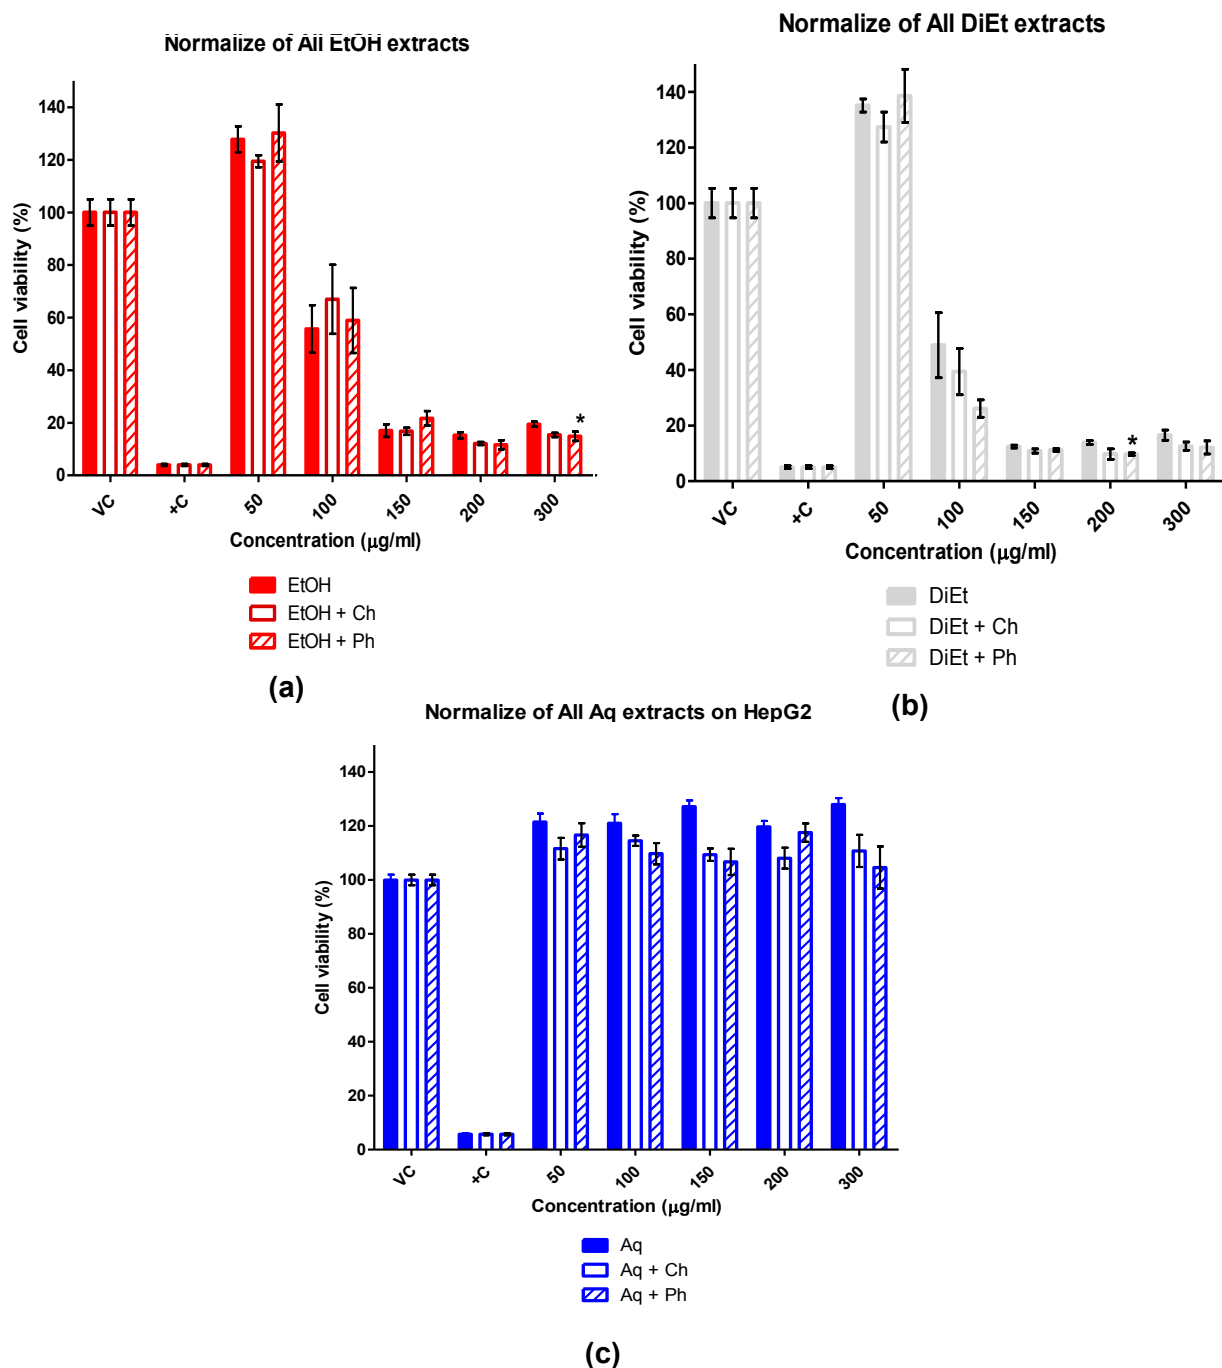 Normalize of All EtOH extracts
140
120
100
80
60
40
20
0
Cell viability (%)
*
VC
+C
50
100
150
200
300
Concentration (μg/ml)
EtOH
EtOH + Ch
EtOH + Ph
(a)
Normalize of All DiEt extracts
140
120
100
80
60
40
20
0
Cell viability (%)
*
VC
+C
50
100
150
200
300
Concentration (μg/ml)
DiEt
DiEt + Ch
DiEt + Ph
(b)
Normalize of All Aq extracts on HepG2
140
120
100
80
60
40
20
0
Cell viability (%)
VC
+C
50
100
150
200
300
Concentration (μg/ml)
Aq
Aq + Ch
Aq + Ph
(c)